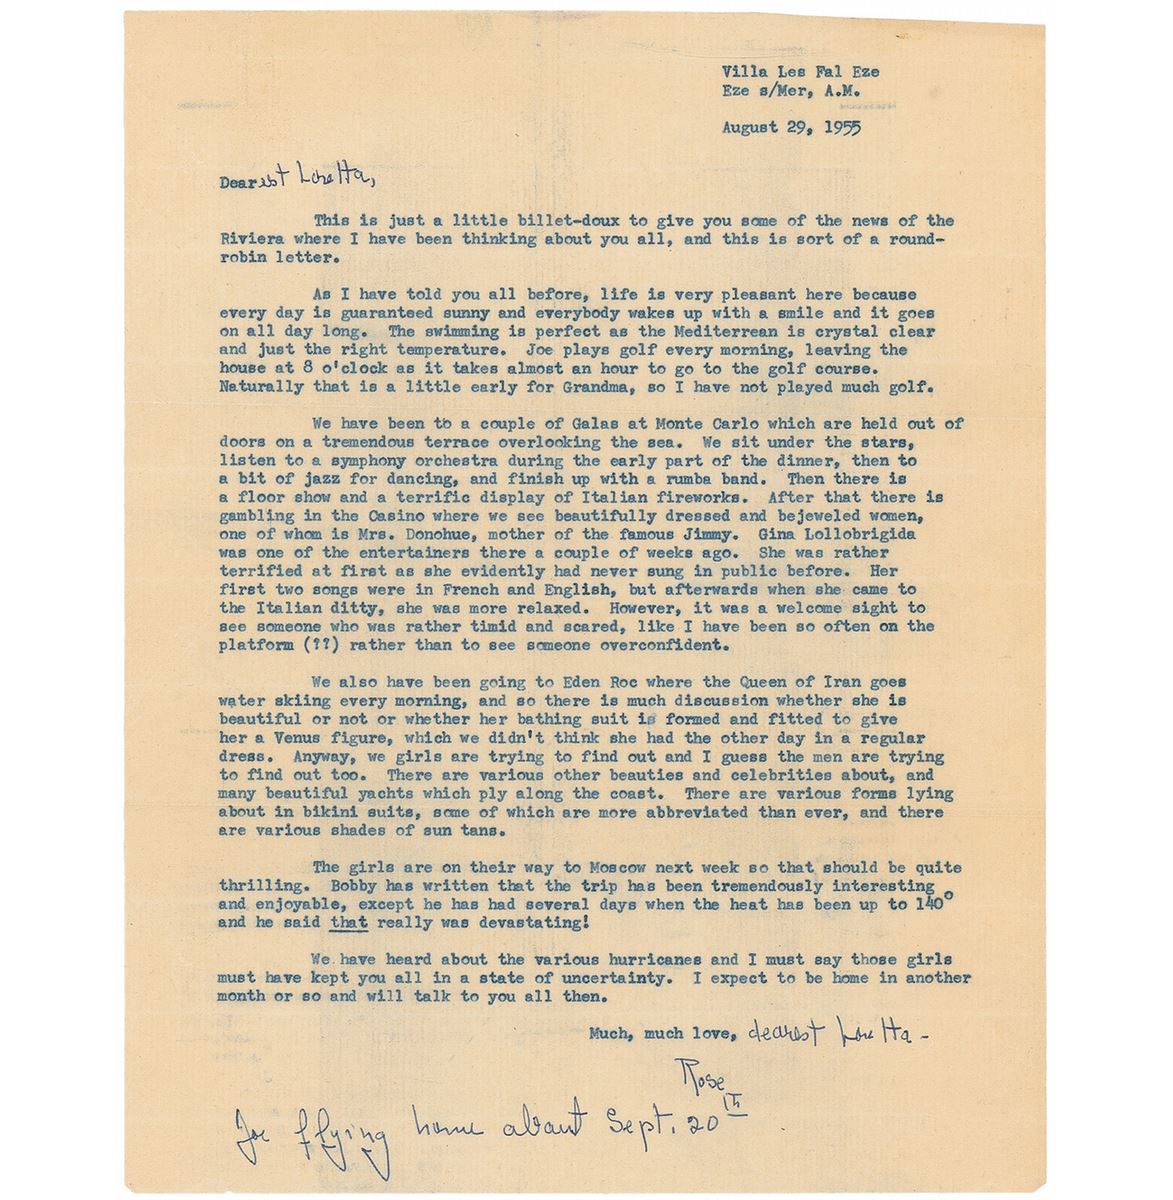 Villa Les Fal Eze
Eze s/Mer, A.M.
August 29, 1955
Dearest Loretta,
This is just a little billet-doux to give you some of the news of the
Riviera where I have been thinking about you all, and this is sort of a round-
robin letter.
As I have told you all before, life is very pleasant here because
every day is guaranteed sunny and everybody wakes up with a smile and it goes
on all day long. The swimming is perfect as the Mediterrean is crystal clear
and just the right temperature. Joe plays golf every morning, leaving the
house at 8 o'clock as it takes almost an hour to go to the golf course.
Naturally that is a little early for Grandma, so I have not played much golf.
We have been to a couple of Galas at Monte Carlo which are held out of
doors on a tremendous terrace overlooking the sea. We sit under the stars,
listen to a symphony orchestra during the early part of the dinner, then to
a bit of jazz for dancing, and finish up with a rumba band. Then there is
a floor show and a terrific display of Italian fireworks. After that there is
gambling in the Casino where we see beautifully dressed and bejeweled women,
one of whom is Mrs. Donohue, mother of the famous Jimmy. Gina Lollobrigida
was one of the entertainers there a couple of weeks ago. She was rather
terrified at first as she evidently had never sung in public before. Her
first two songs were in French and English, but afterwards when she came to
the Italian ditty, she was more relaxed. However, it was a welcome sight to
see someone who was rather timid and scared, like I have been so often on the
platform (??) rather than to see someone overconfident.
We also have been going to Eden Roc where the Queen of Iran goes
water skiing every morning, and so there is much discussion whether she is
beautiful or not or whether her bathing suit is formed and fitted to give
her a Venus figure, which we didn't think she had the other day in a regular
dress. Anyway, we girls are trying to find out and I guess the men are trying
to find out too. There are various other beauties and celebrities about, and
many beautiful yachts which ply along the coast. There are various forms lying
about in bikini suits, some of which are more abbreviated than ever, and there
are various shades of sun tans.
The girls are on their way to Moscow next week so that should be quite
thrilling. Bobby has written that the trip has been tremendously interesting
and enjoyable, except he has had several days when the heat has been up to 140°
and he said that really was devastating!
We have heard about the various hurricanes and I must say those girls
must have kept you all in a state of uncertainty. I expect to be home in another
month or so and will talk to you all then.
Much, much love, dearest Loretta -
Rose
Joe flying home about Sept. 20th